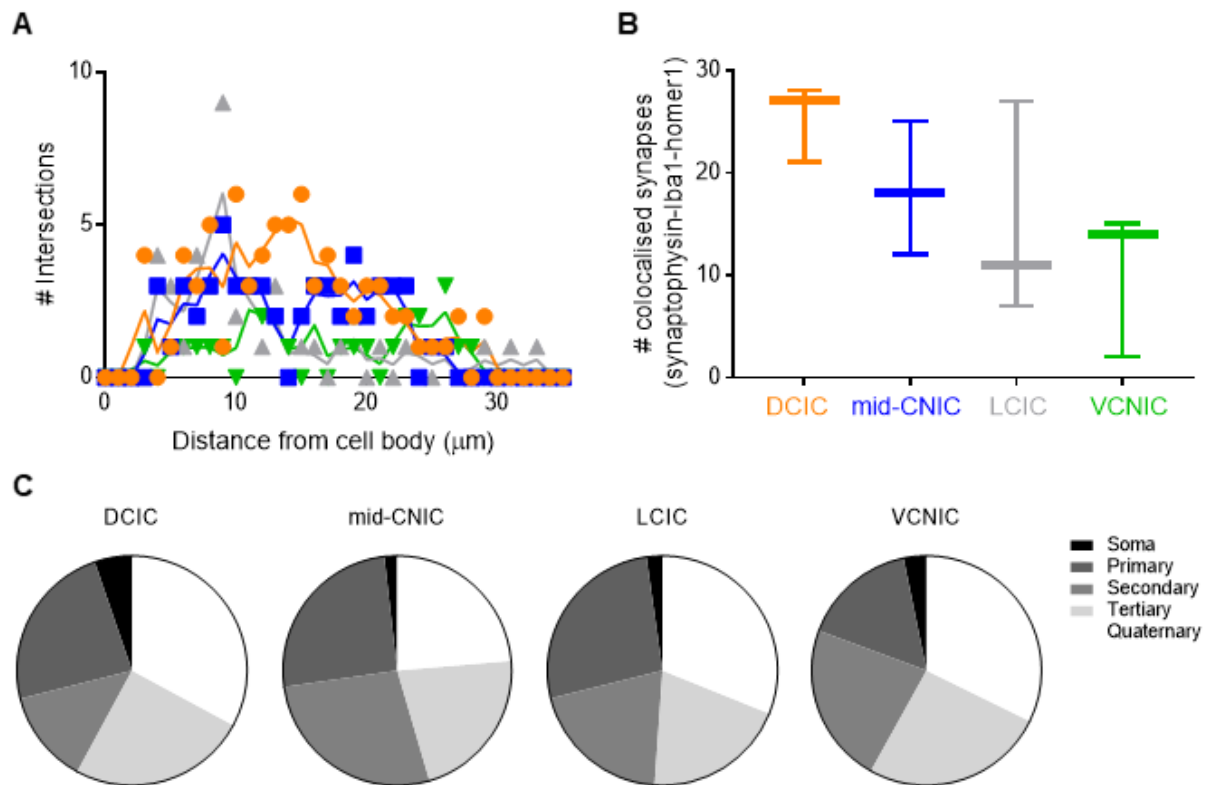 A
10
5
0
# Intersections
0
10
20
30
Distance from cell body (μm)
B
30
20
10
0
# colocalised synapses
(synaptophysin-Iba1-homer1)
DCIC
mid-CNIC
LCIC
VCNIC
C
DCIC
mid-CNIC
LCIC
VCNIC
Soma
Primary
Secondary
Tertiary
Quaternary